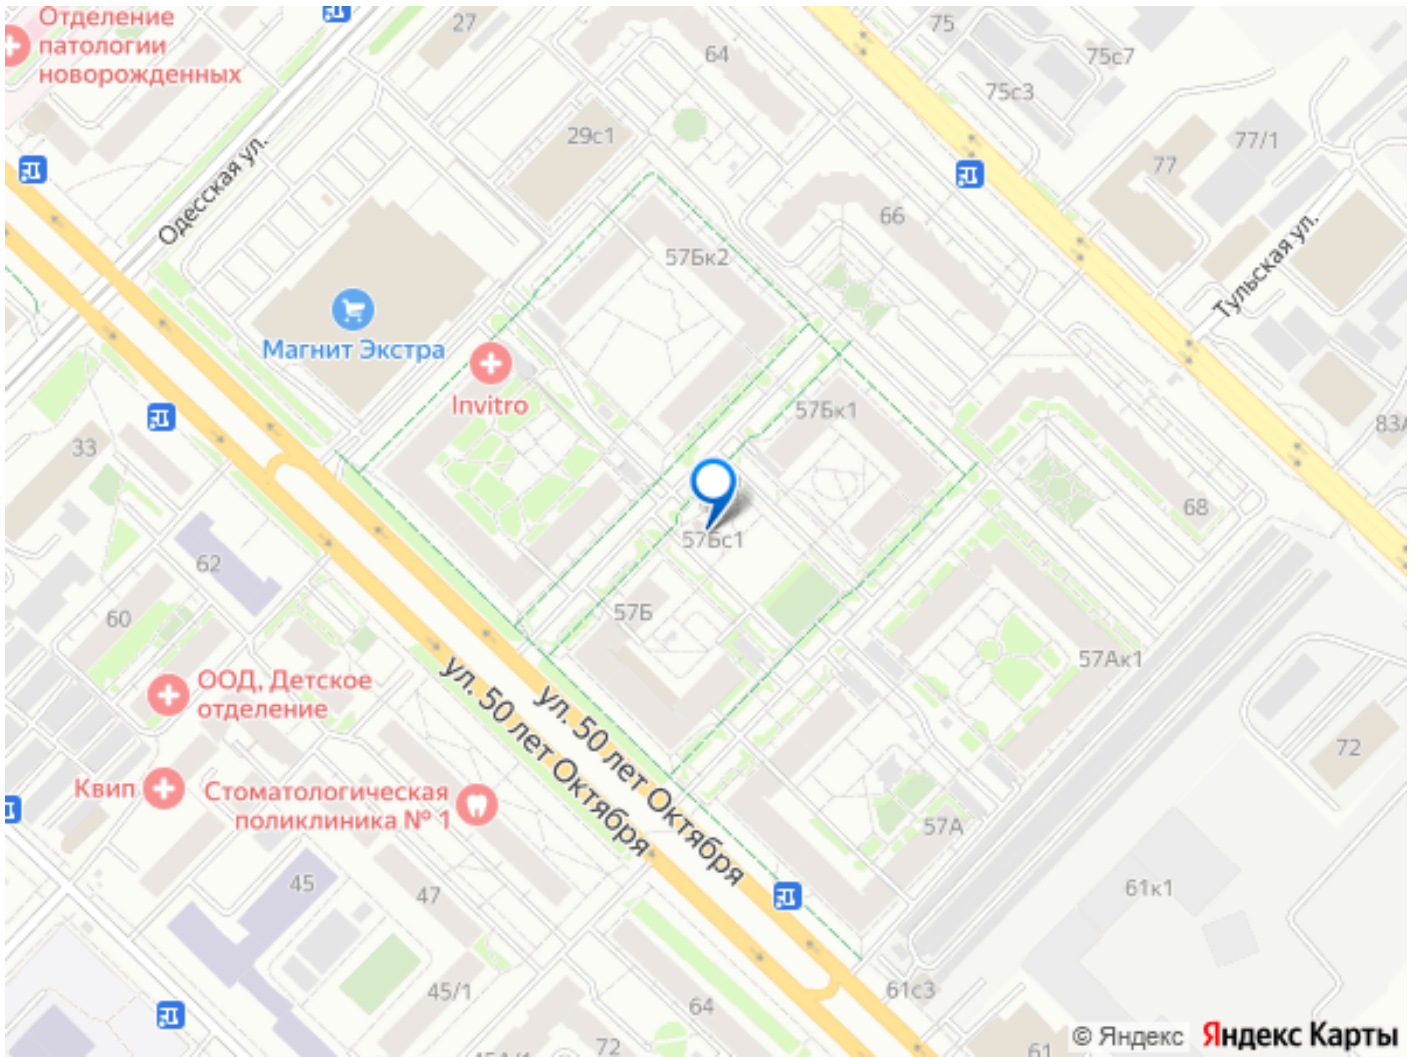 Отделение
патологии
новорожденных
27
64
75
75с7
75с3
29с1
77/1
77
Одесская ул.
66
57Бк2
Тульская ул.
Магнит Экстра
Invitro
57Бк1
83А
33
68
57Бс1
62
57Б
60
57Ак1
ООД, Детское
отделение
ул. 50 лет Октября
ул. 50 лет Октября
72
Квип
Стоматологическая
поликлиника № 1
57А
45
47
61к1
45/1
61с3
64
72
45А/1
61
© Яндекс
Яндекс Карты